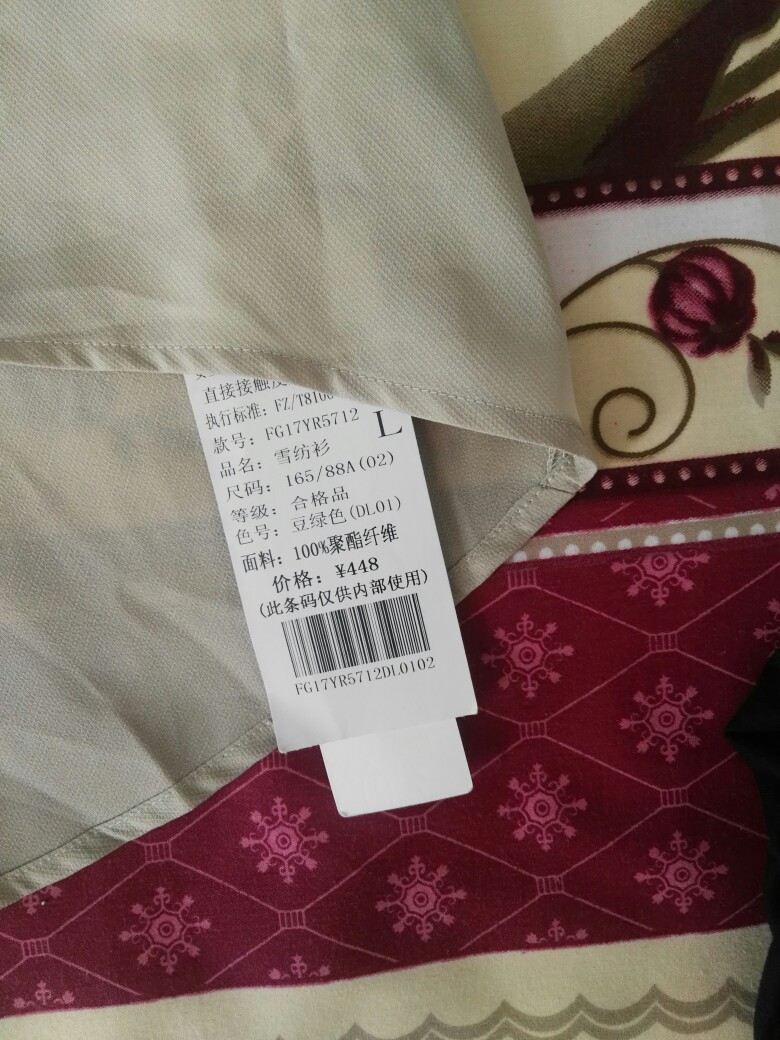 直接接触皮
执行标准: FZ/T8100
款号: FG17YR5712
L
品名: 雪纺衫
尺码: 165/88A(02)
等级: 合格品
色号: 豆绿色(DL01)
面料: 100%聚酯纤维
价格: ¥448
(此条码仅供内部使用)
FG17YR5712DL0102